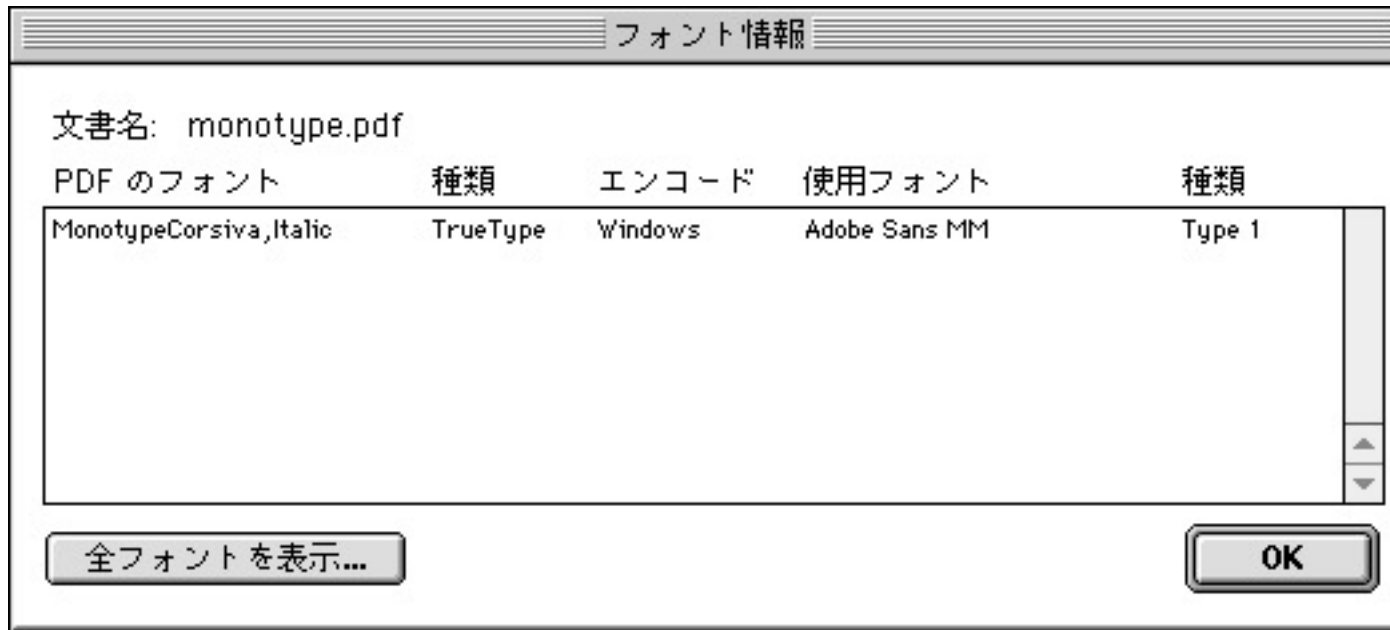 フォント情報
文書名: monotype.pdf
PDF のフォント 種類 エンコード 使用フォント 種類
MonotypeCorsiva,Italic TrueType Windows Adobe Sans MM Type 1
全フォントを表示... OK